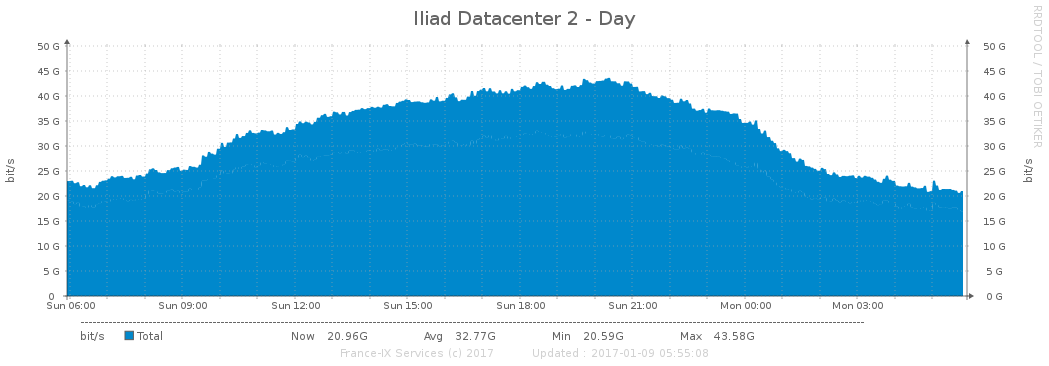 Iliad Datacenter 2 - Day
RRDTOOL / TOBI OETIKER
50 G 50 G
45 G 45 G
40 G 40 G
35 G 35 G
30 G 30 G
25 G 25 G
20 G 20 G
15 G 15 G
10 G 10 G
5 G 5 G
0 0 G
bit/s
bit/s
Sun 06:00 Sun 09:00 Sun 12:00 Sun 15:00 Sun 18:00 Sun 21:00 Mon 00:00 Mon 03:00
bit/s Total Now 20.96G Avg 32.77G Min 20.59G Max 43.58G
France-IX Services (c) 2017 Updated : 2017-01-09 05:55:08